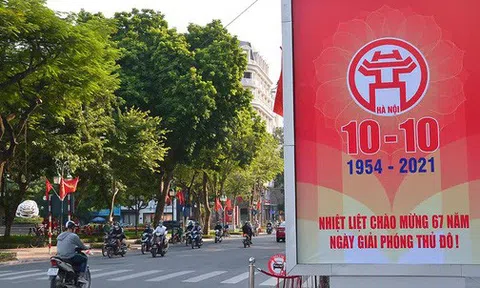 HÀ NỘI
10-10
1954 - 2021
NHIỆT LIỆT CHÀO MỪNG 67 NĂM
NGÀY GIẢI PHÓNG THỦ ĐÔ !